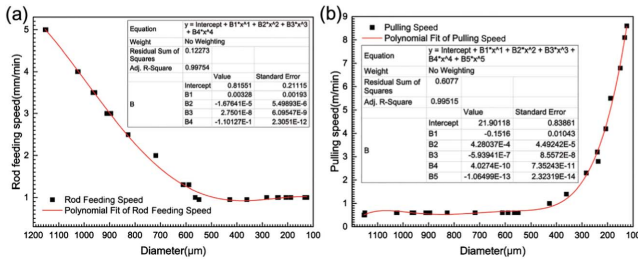 (a)
Equation y = Intercept + B1*x^1 + B2*x^2 + B3*x^3 + B4*x^4
Weight No Weighting
Residual Sum of Squares 0.12273
Adj. R-Square 0.99754
Value Standard Error
B Intercept 0.81551 0.21115
B1 0.00328 0.00193
B2 -1.67641E-5 5.49893E-6
B3 2.7501E-8 6.09547E-9
B4 -1.10127E-11 2.3051E-12
Rod feeding speed(mm/min)
5
4
3
2
1
0
Rod Feeding Speed
Polynomial Fit of Rod Feeding Speed
1200 1100 1000 900 800 700 600 500 400 300 200 100
Diameter(μm)
(b)
Pulling Speed
Polynomial Fit of Pulling Speed
Equation y = Intercept + B1*x^1 + B2*x^2 + B3*x^3 + B4*x^4 + B5*x^5
Weight No Weighting
Residual Sum of Squares 0.6077
Adj. R-Square 0.99515
Value Standard Error
B Intercept 21.90118 0.83861
B1 -0.1516 0.01043
B2 4.28037E-4 4.49242E-5
B3 -5.93941E-7 8.5572E-8
B4 4.0274E-10 7.35243E-11
B5 -1.06499E-13 2.32319E-14
Pulling speed(mm/min)
9
8
7
6
5
4
3
2
1
0
1200 1100 1000 900 800 700 600 500 400 300 200 100
Diameter(μm)